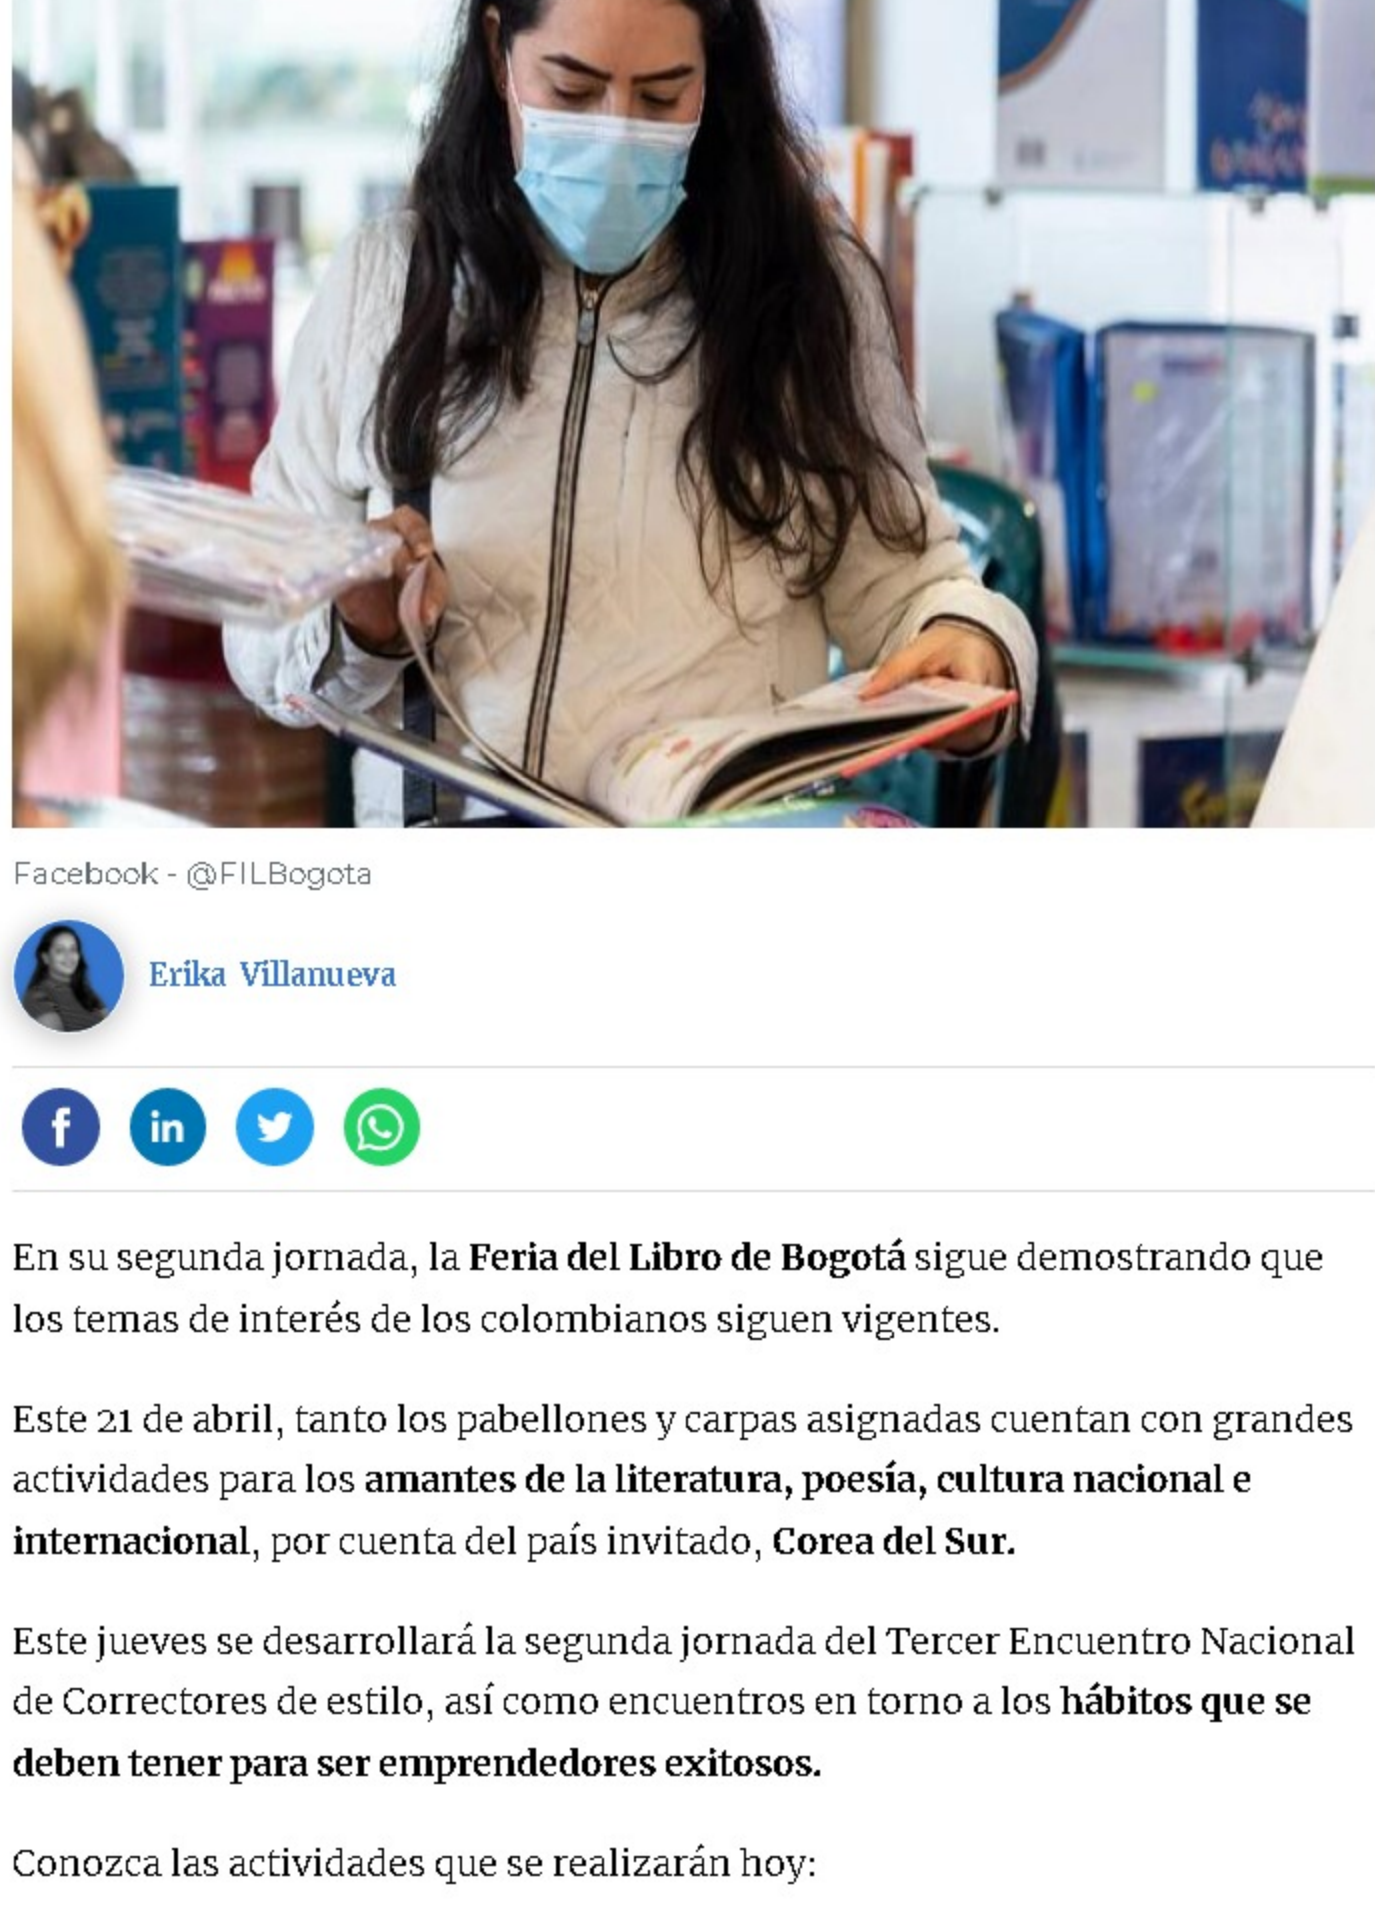 Facebook - @FILBogota
Erika Villanueva
f
in
En su segunda jornada, la Feria del Libro de Bogotá sigue demostrando que
los temas de interés de los colombianos siguen vigentes.
Este 21 de abril, tanto los pabellones y carpas asignadas cuentan con grandes
actividades para los amantes de la literatura, poesía, cultura nacional e
internacional, por cuenta del país invitado, Corea del Sur.
Este jueves se desarrollará la segunda jornada del Tercer Encuentro Nacional
de Correctores de estilo, así como encuentros en torno a los hábitos que se
deben tener para ser emprendedores exitosos.
Conozca las actividades que se realizarán hoy: